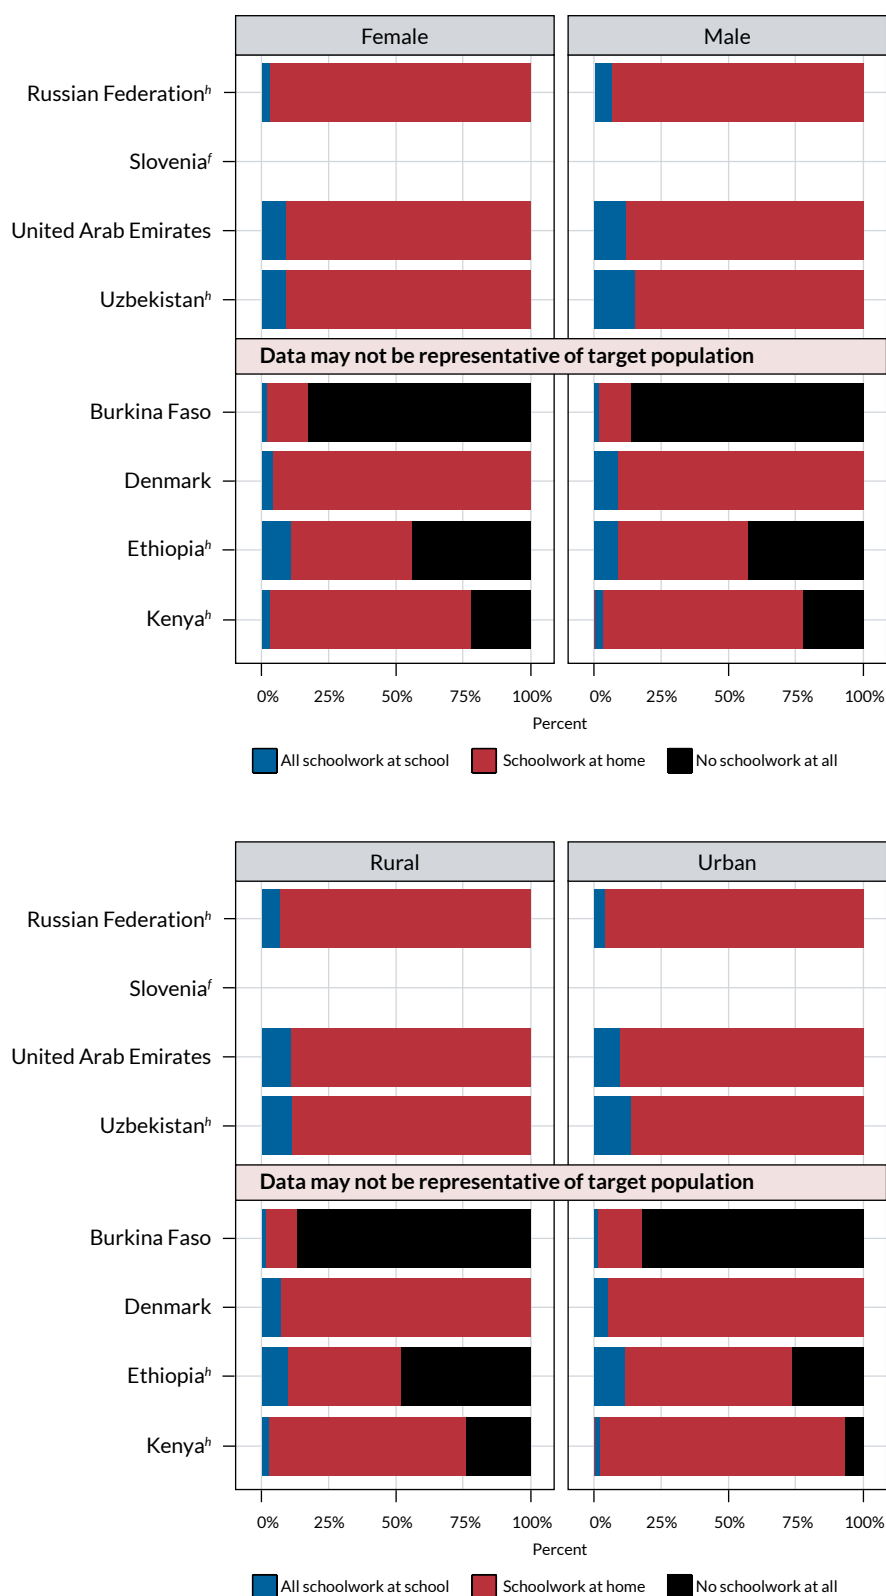 Female Male
Russian Federationʰ
Sloveniaᶠ
United Arab Emirates
Uzbekistanʰ
Data may not be representative of target population
Burkina Faso
Denmark
Ethiopiaʰ
Kenyaʰ
0% 25% 50% 75% 100% 0% 25% 50% 75% 100%
Percent
All schoolwork at school Schoolwork at home No schoolwork at all
Rural Urban
Russian Federationʰ
Sloveniaᶠ
United Arab Emirates
Uzbekistanʰ
Data may not be representative of target population
Burkina Faso
Denmark
Ethiopiaʰ
Kenyaʰ
0% 25% 50% 75% 100% 0% 25% 50% 75% 100%
Percent
All schoolwork at school Schoolwork at home No schoolwork at all